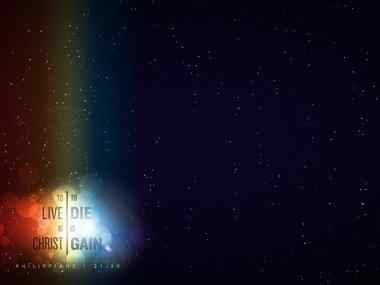 TO
LIVE
IS
CHRIST
TO
DIE
IS
GAIN
PHILIPPIANS